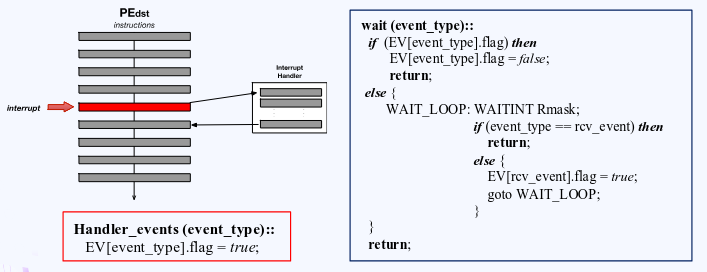 PEdst
instructions
Interrupt
Handler
interrupt
Handler_events (event_type)::
EV[event_type].flag = true;
wait (event_type)::
if (EV[event_type].flag) then
EV[event_type].flag = false;
return;
else {
WAIT_LOOP: WAITINT Rmask;
if (event_type == rcv_event) then
return;
else {
EV[rcv_event].flag = true;
goto WAIT_LOOP;
}
}
return;